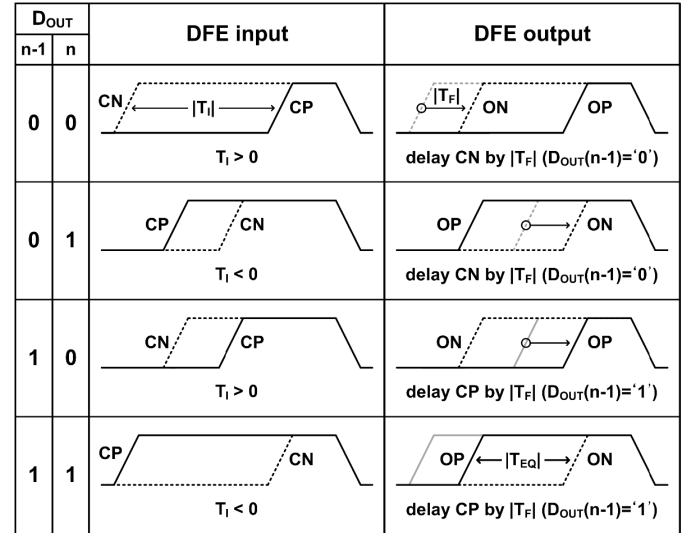 DOUT
n-1 n
DFE input
DFE output
0 0
CN |TI| CP
TI > 0
|TF| ON OP
delay CN by |TF| (DOUT(n-1)=‘0’)
0 1
CP CN
TI < 0
OP ON
delay CN by |TF| (DOUT(n-1)=‘0’)
1 0
CN CP
TI > 0
ON OP
delay CP by |TF| (DOUT(n-1)=‘1’)
1 1
CP CN
TI < 0
OP |TEQ| ON
delay CP by |TF| (DOUT(n-1)=‘1’)